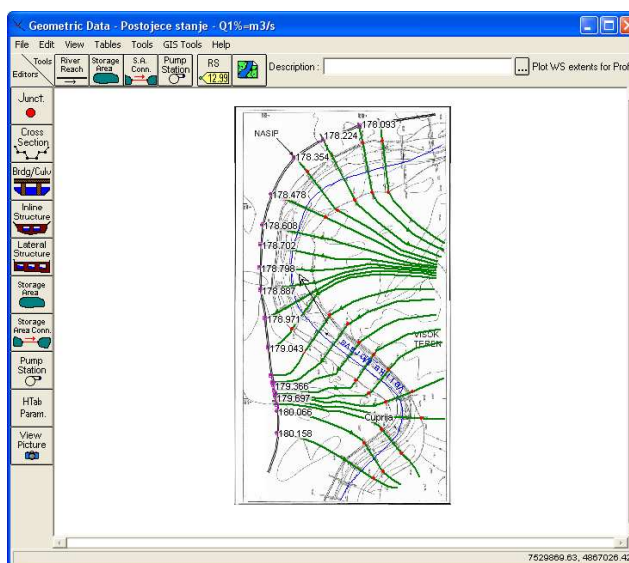 Geometric Data - Postojece stanje - Q1%=m3/s
File Edit View Tables Tools GIS Tools Help
Tools
Editors
River Reach
Storage Area
S.A. Conn.
Pump Station
RS
12.99
Description :
...
Plot WS extents for Prof
Junct.
Cross Section
Brdg/Culv
Inline Structure
Lateral Structure
Storage Area
Storage Area Conn.
Pump Station
HTab Param.
View Picture
NASIP
178.093
178.224
178.354
178.478
178.608
178.702
178.798
178.887
178.971
179.043
179.366
179.697
180.066
180.158
VISOK
TEREN
Cuprija
7529869.63, 4867026.42